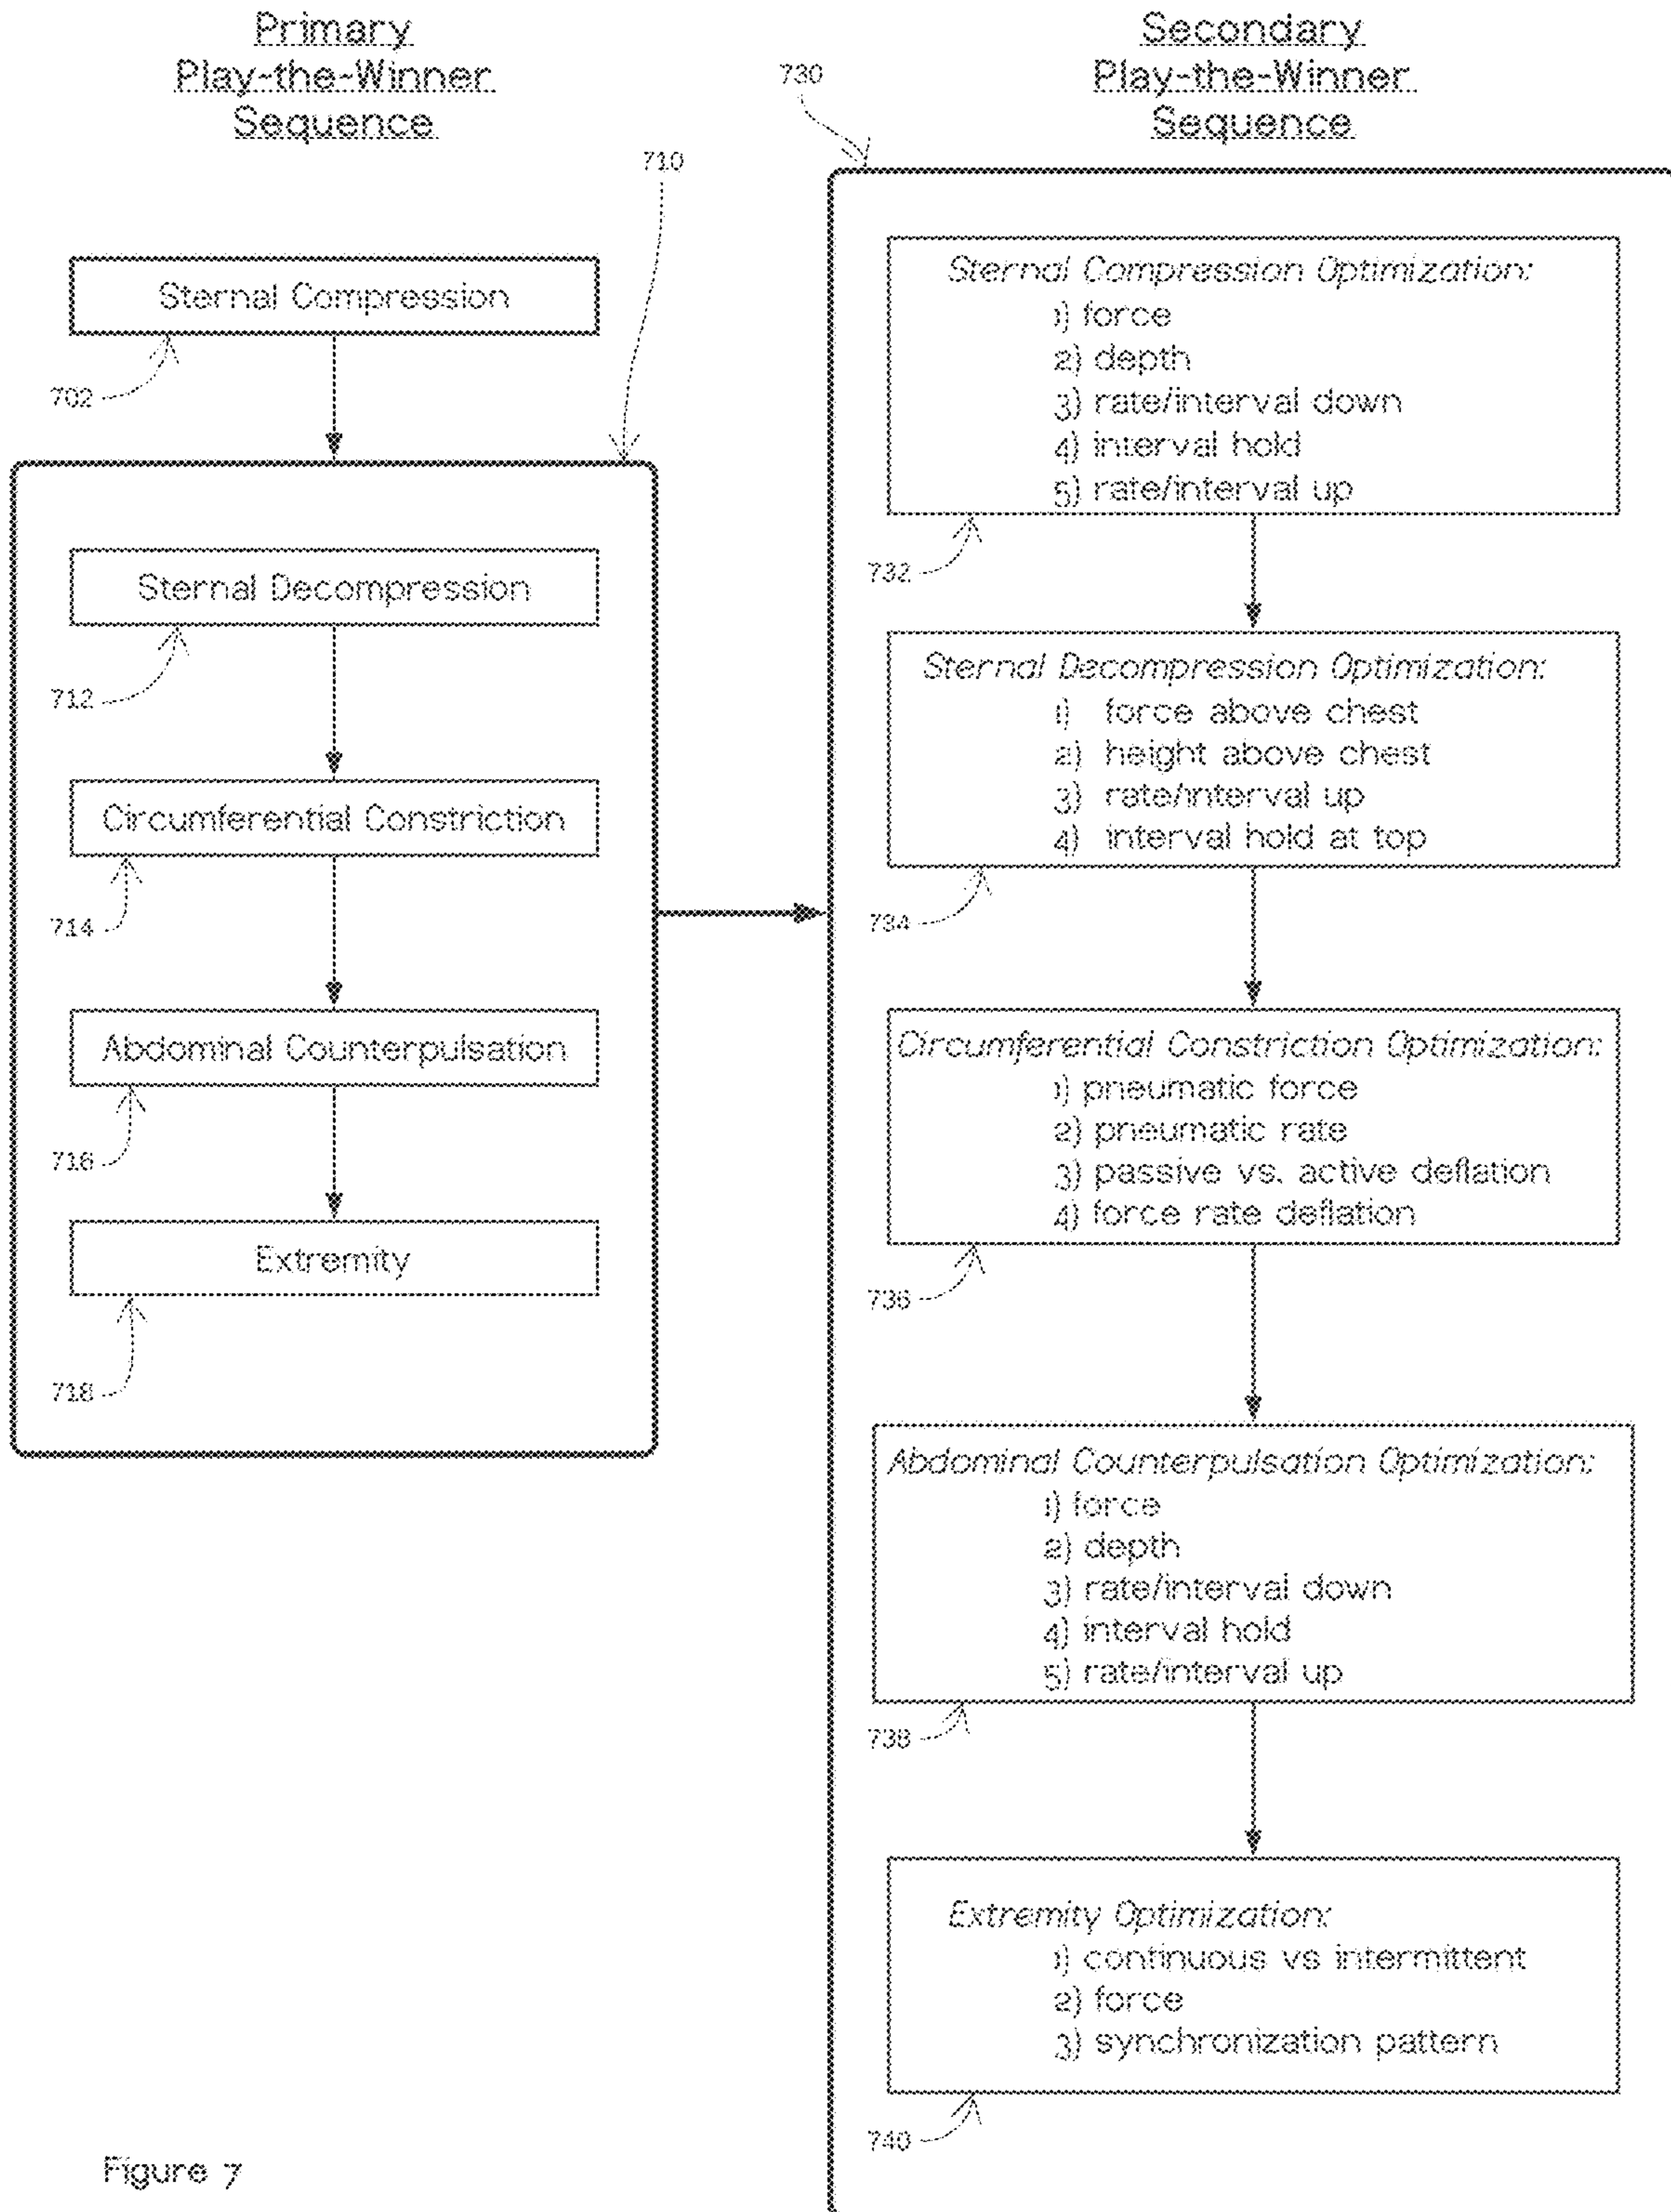 Primary
Play-the-Winner
Sequence
710
Sternal Compression
702
Sternal Decompression
712
Circumferential Constriction
714
Abdominal Counterpulsation
716
Extremity
718
Secondary
Play-the-Winner
Sequence
730
Sternal Compression Optimization:
1) force
2) depth
3) rate/interval down
4) interval hold
5) rate/interval up
732
Sternal Decompression Optimization:
1) force above chest
2) height above chest
3) rate/interval up
4) interval hold at top
734
Circumferential Constriction Optimization:
1) pneumatic force
2) pneumatic rate
3) passive vs. active deflation
4) force rate deflation
736
Abdominal Counterpulsation Optimization:
1) force
2) depth
3) rate/interval down
4) interval hold
5) rate/interval up
738
Extremity Optimization:
1) continuous vs intermittent
2) force
3) synchronization pattern
740
Figure 7